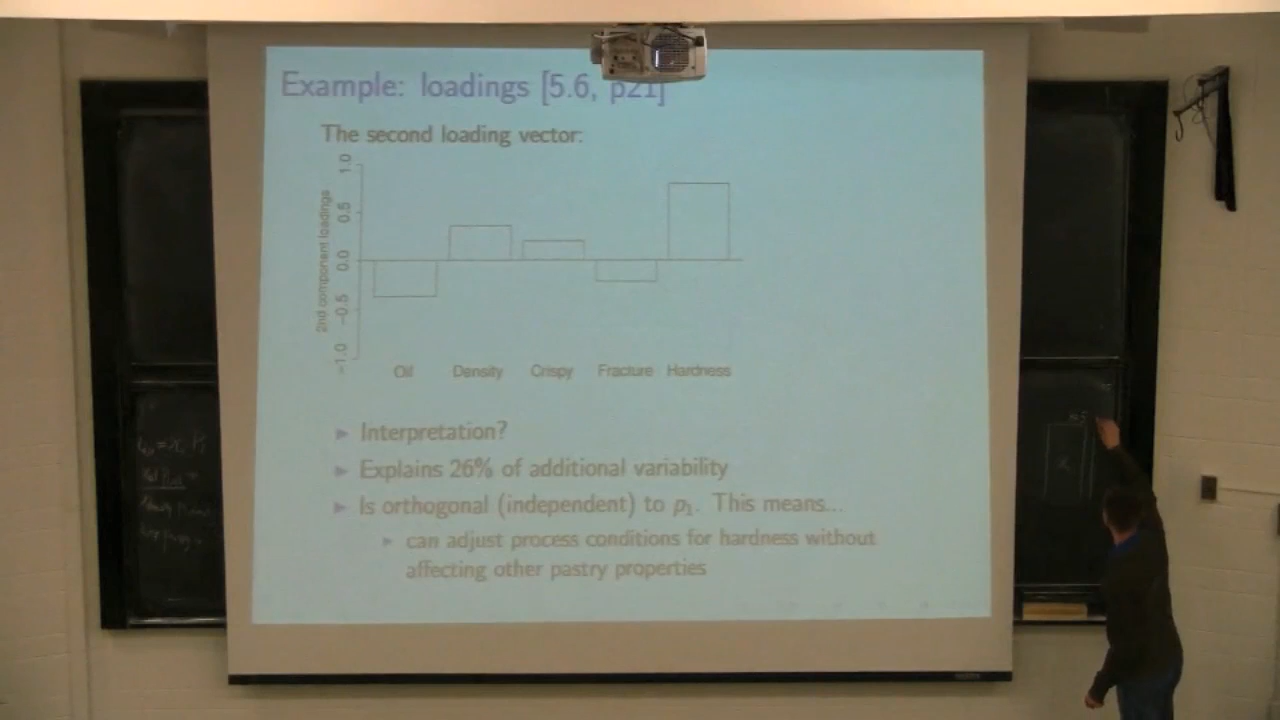 Example: loadings [5.6, p21]
The second loading vector:
2nd component loadings
1.0
0.5
0.0
−0.5
−1.0
Oil Density Crispy Fracture Hardness
Interpretation?
Explains 26% of additional variability
Is orthogonal (independent) to p₁. This means...
can adjust process conditions for hardness without
affecting other pastry properties